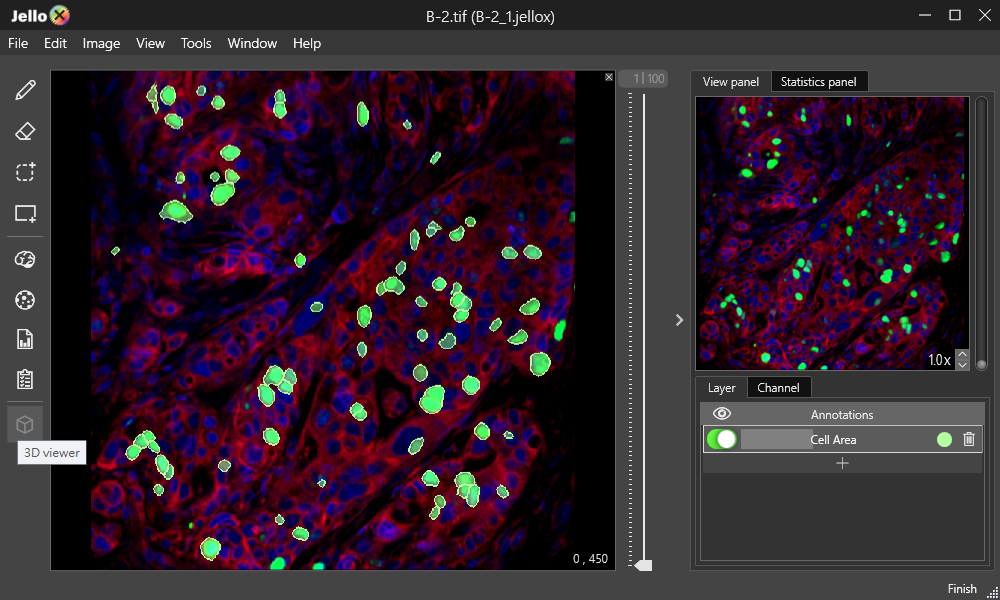 Jello X
B-2.tif (B-2_1.jellox)
File Edit Image View Tools Window Help
1 | 100
View panel Statistics panel
1.0x
Layer Channel
Annotations
Cell Area
3D viewer
0 , 450
Finish